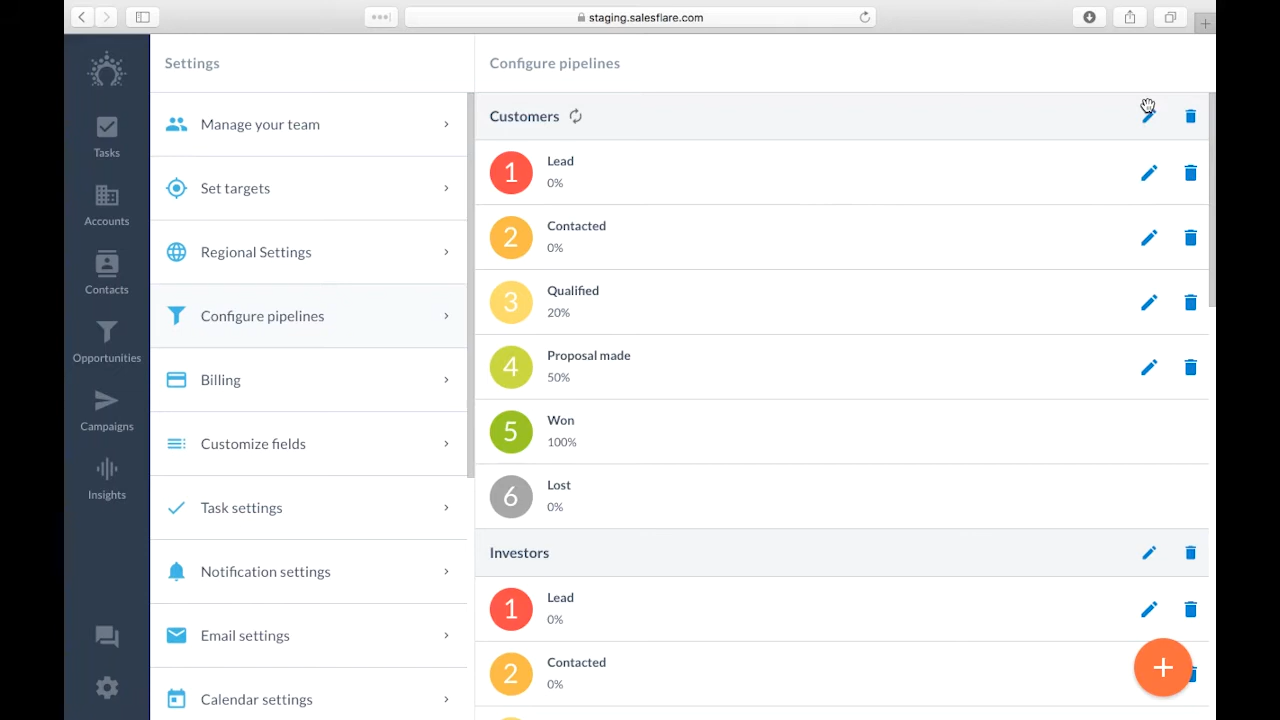 staging.salesflare.com
Settings
Configure pipelines
Tasks
Accounts
Contacts
Opportunities
Campaigns
Insights
Manage your team
Set targets
Regional Settings
Configure pipelines
Billing
Customize fields
Task settings
Notification settings
Email settings
Calendar settings
Customers
1 Lead
0%
2 Contacted
0%
3 Qualified
20%
4 Proposal made
50%
5 Won
100%
6 Lost
0%
Investors
1 Lead
0%
2 Contacted
0%